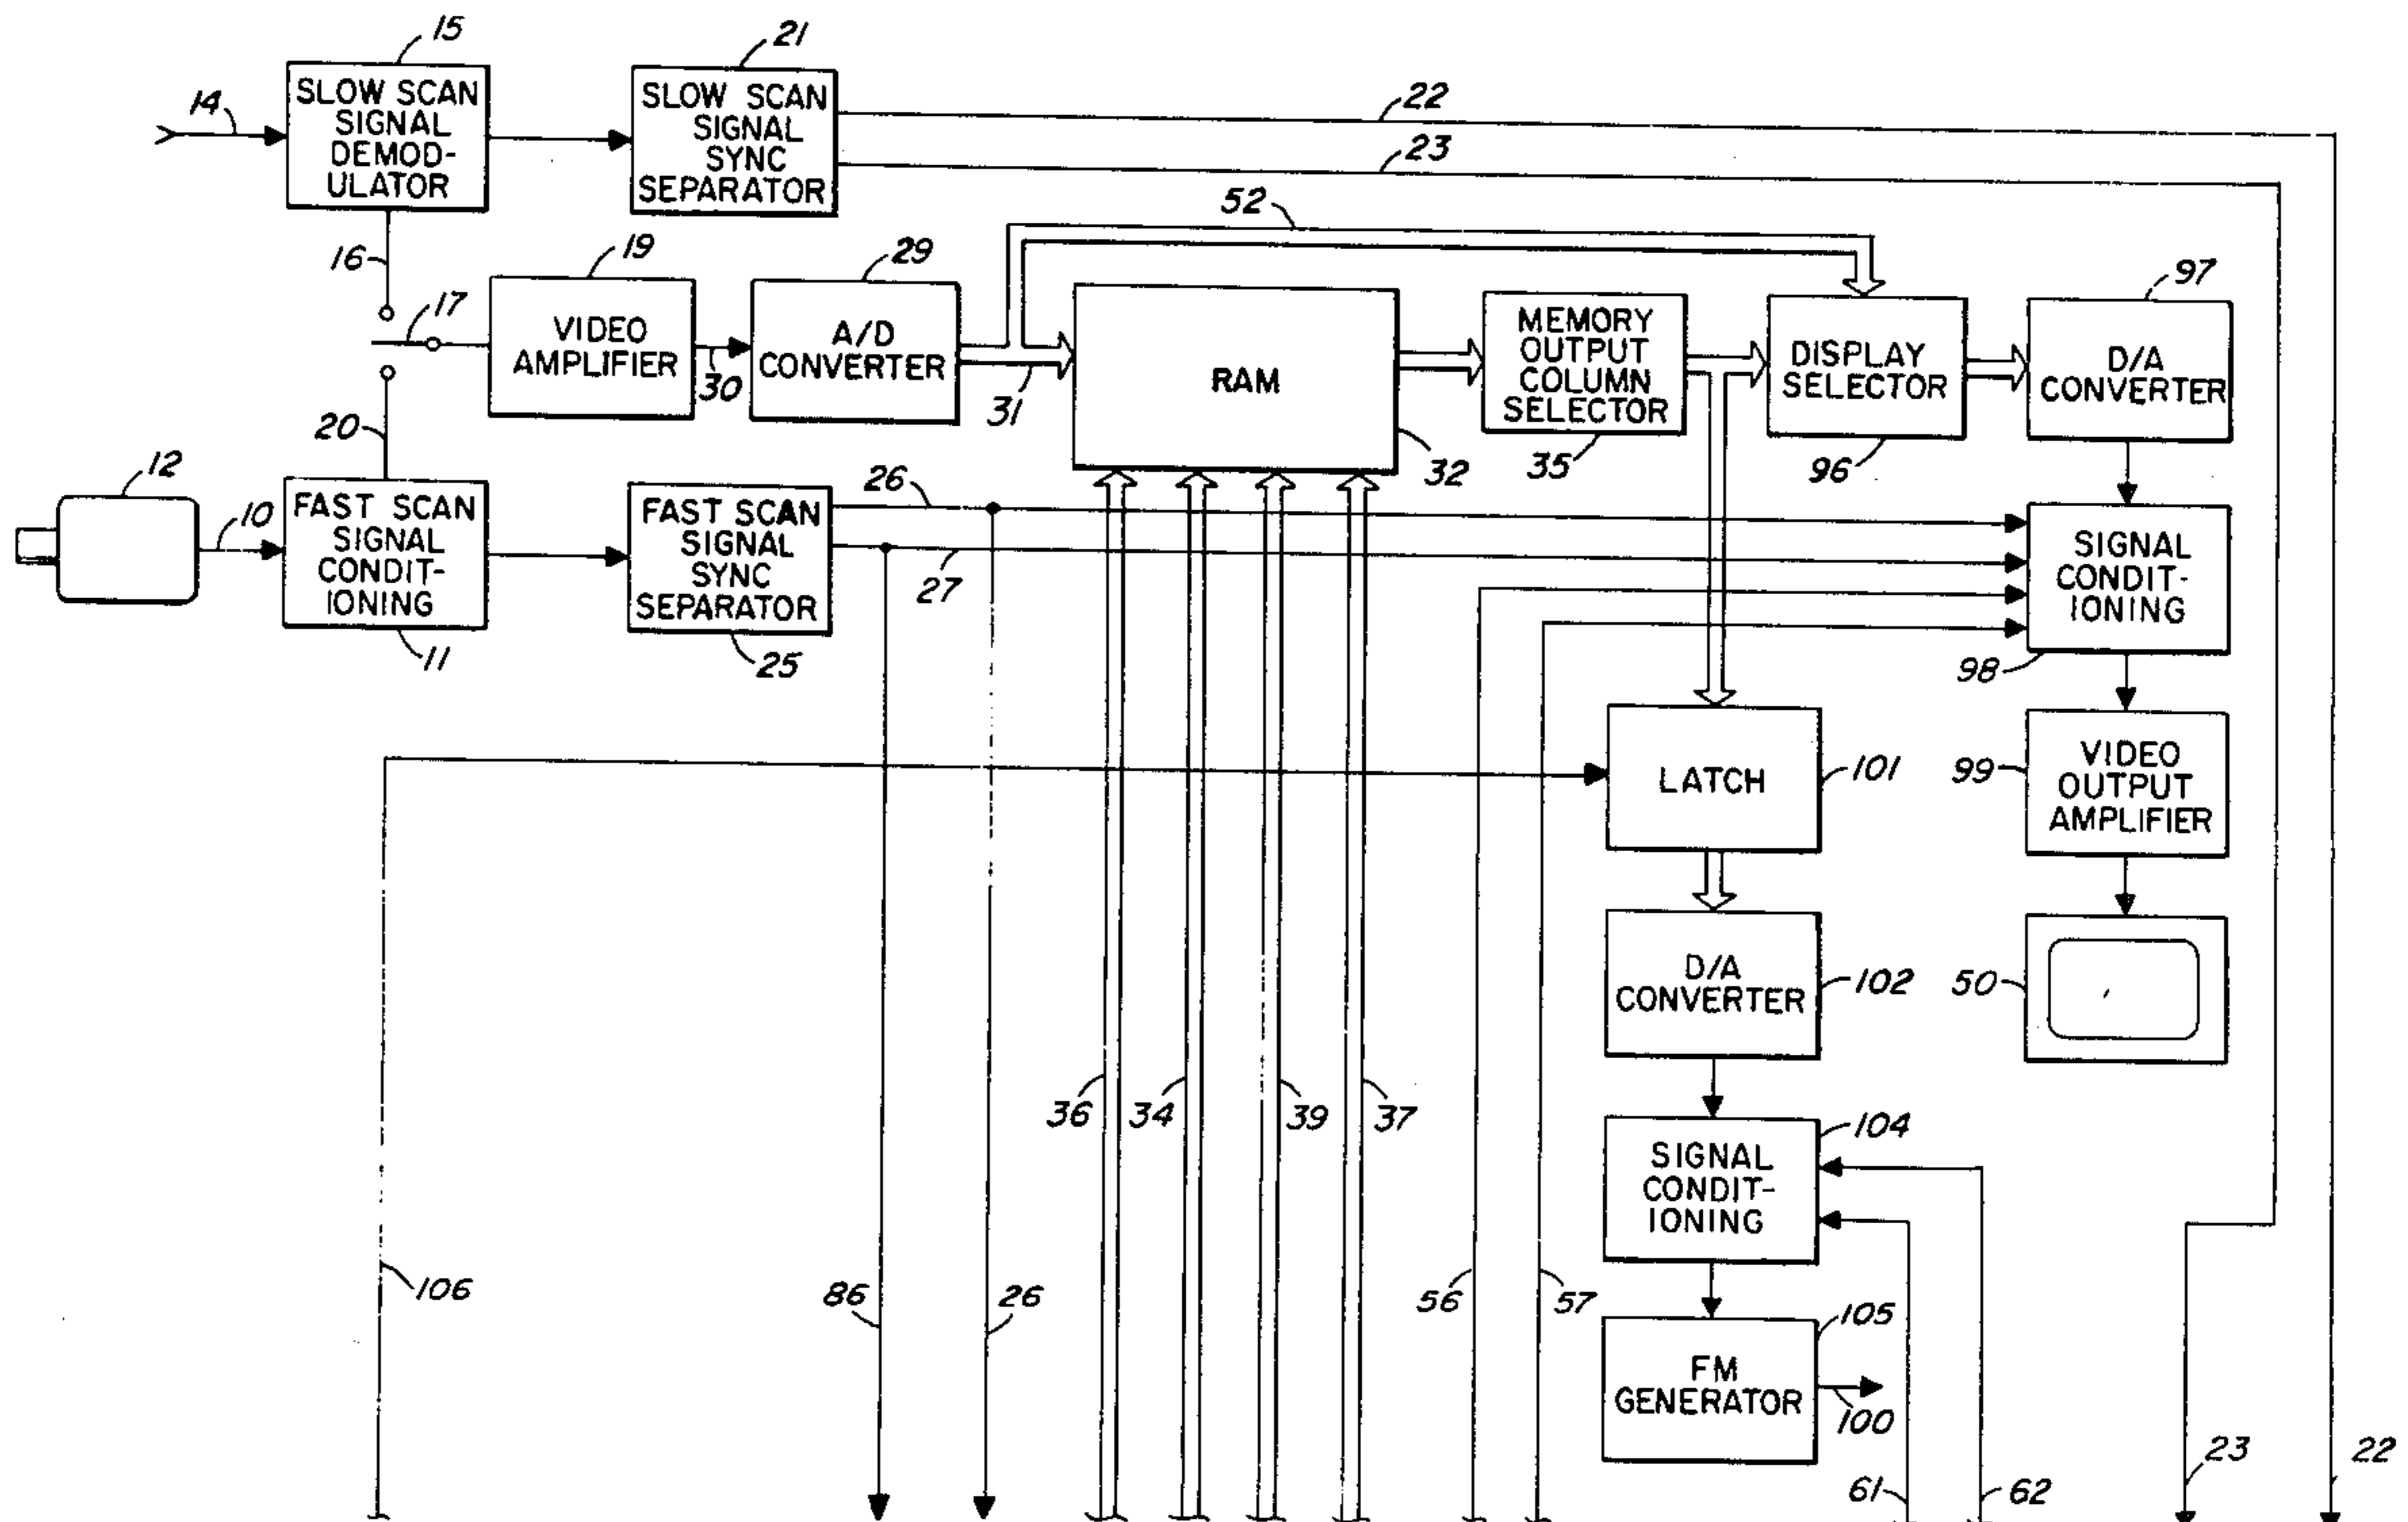 15
SLOW SCAN
SIGNAL
DEMOD-
ULATOR
14
21
SLOW SCAN
SIGNAL
SYNC
SEPARATOR
22
23
52
16
17
19
VIDEO
AMPLIFIER
30
29
A/D
CONVERTER
31
RAM
32
MEMORY
OUTPUT
COLUMN
SELECTOR
35
DISPLAY
SELECTOR
96
97
D/A
CONVERTER
20
12
10
FAST SCAN
SIGNAL
CONDIT-
IONING
11
FAST SCAN
SIGNAL
SYNC
SEPARATOR
25
26
27
SIGNAL
CONDIT-
IONING
98
LATCH
101
99
VIDEO
OUTPUT
AMPLIFIER
D/A
CONVERTER
102
50
36
34
39
37
104
SIGNAL
CONDIT-
IONING
106
86
26
56
57
105
FM
GENERATOR
100
61
62
23
22